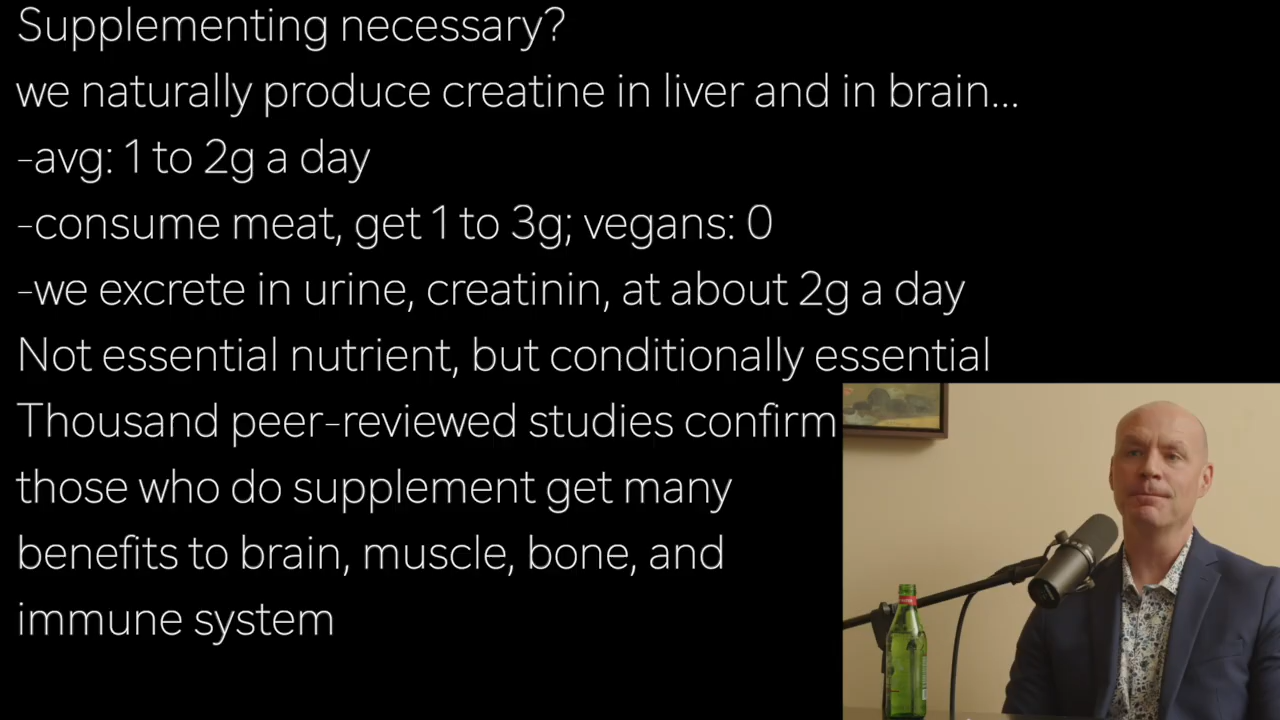 Supplementing necessary?
we naturally produce creatine in liver and in brain...
-avg: 1 to 2g a day
-consume meat, get 1 to 3g; vegans: 0
-we excrete in urine, creatinin, at about 2g a day
Not essential nutrient, but conditionally essential
Thousand peer-reviewed studies confirm
those who do supplement get many
benefits to brain, muscle, bone, and
immune system